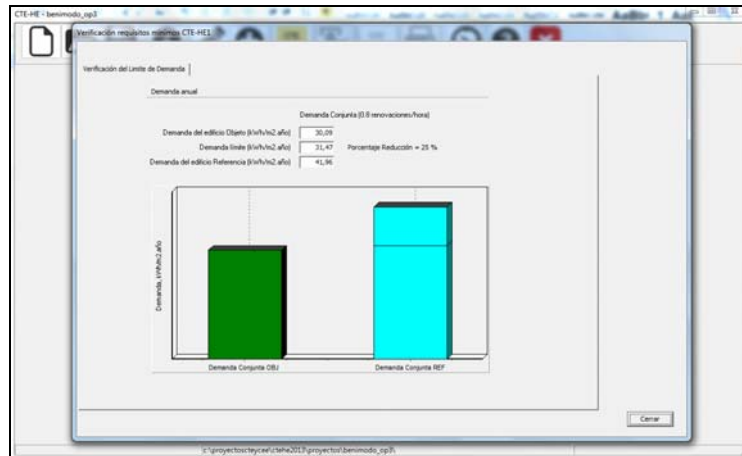 CTE-HE - benimodo_op3
Verificación requisitos mínimos CTE-HE1
Verificación del Límite de Demanda
Demanda anual
Demanda Conjunta (0.8 renovaciones/hora)
Demanda del edificio Objeto (kWh/m2.año) 30,09
Demanda límite (kWh/m2.año) 31,47 Porcentaje Reducción = 25 %
Demanda del edificio Referencia (kWh/m2.año) 41,96
Demanda, kWh/m2.año
Demanda Conjunta OBJ Demanda Conjunta REF
Cerrar
c:\proyectoscteycee\ctehe2013\proyectos\benimodo_op3\